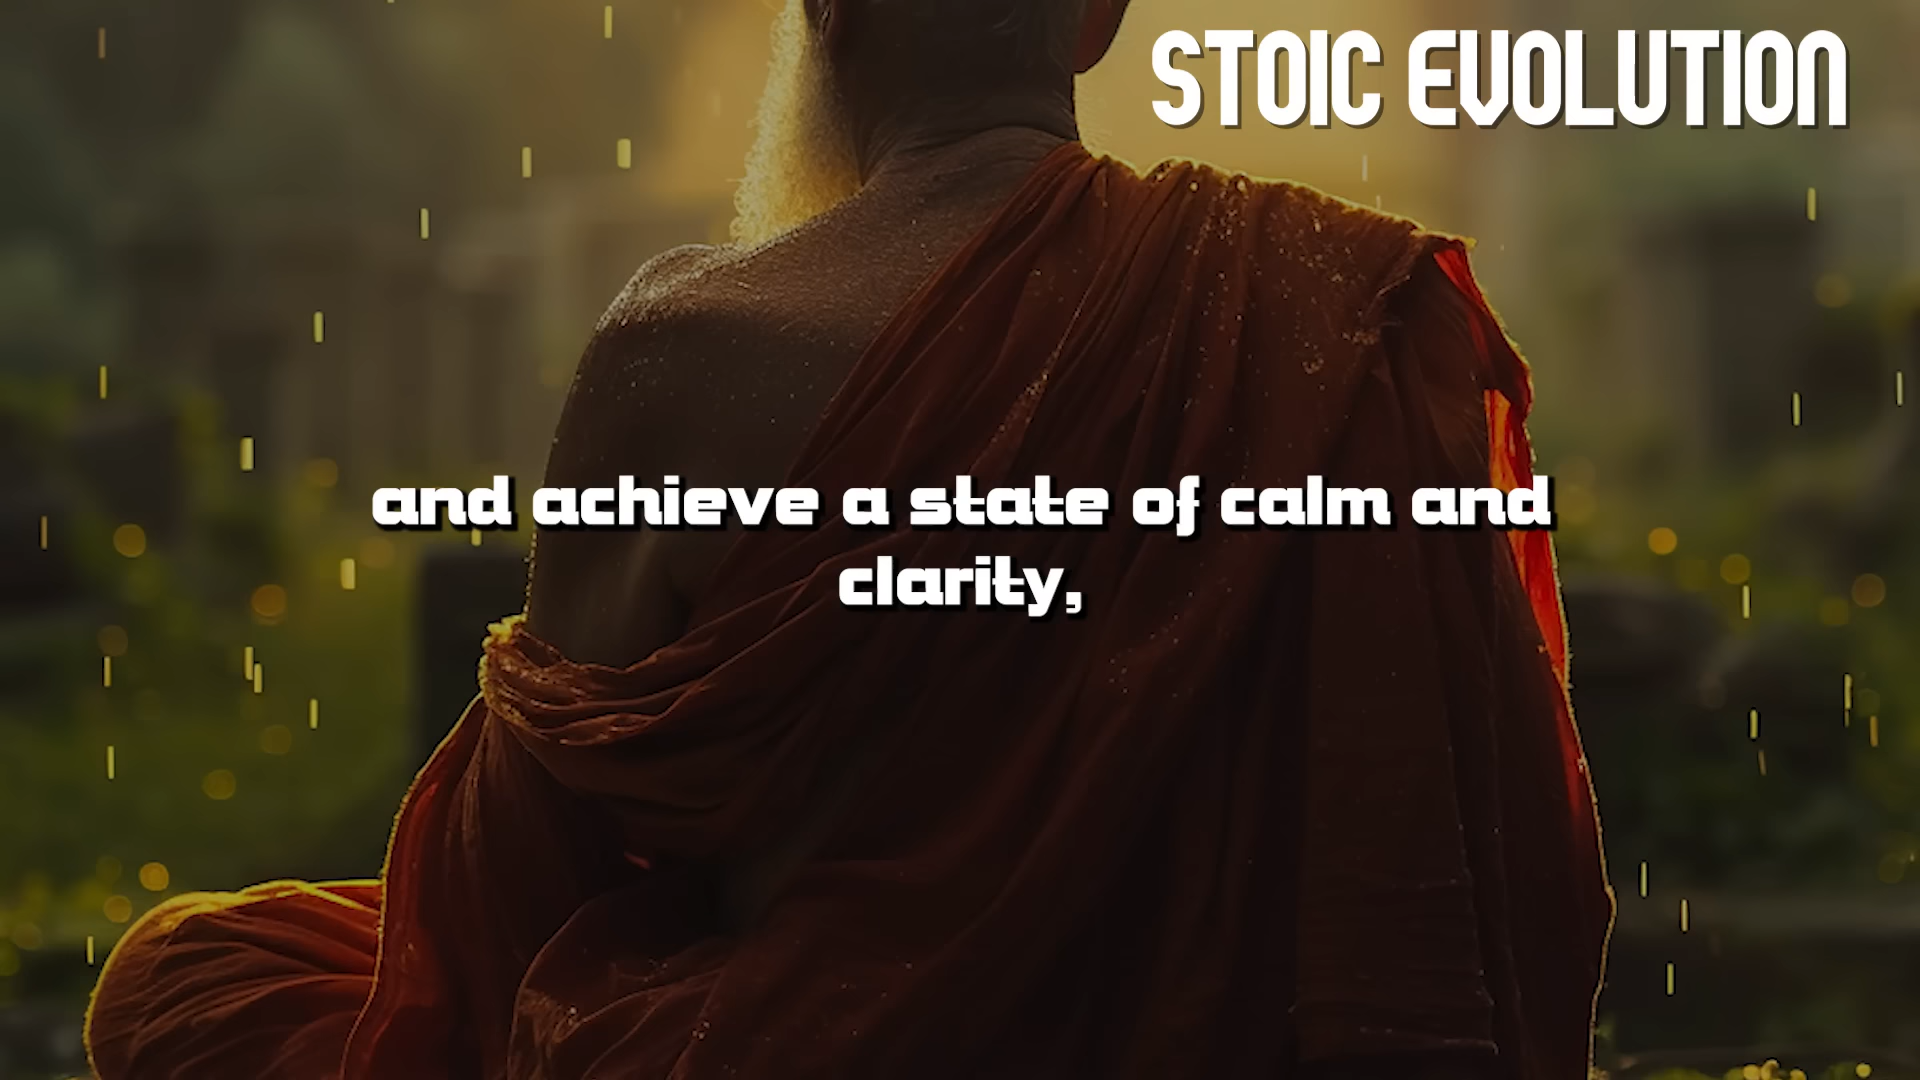 STOIC EVOLUTION
and achieve a state of calm and
clarity,